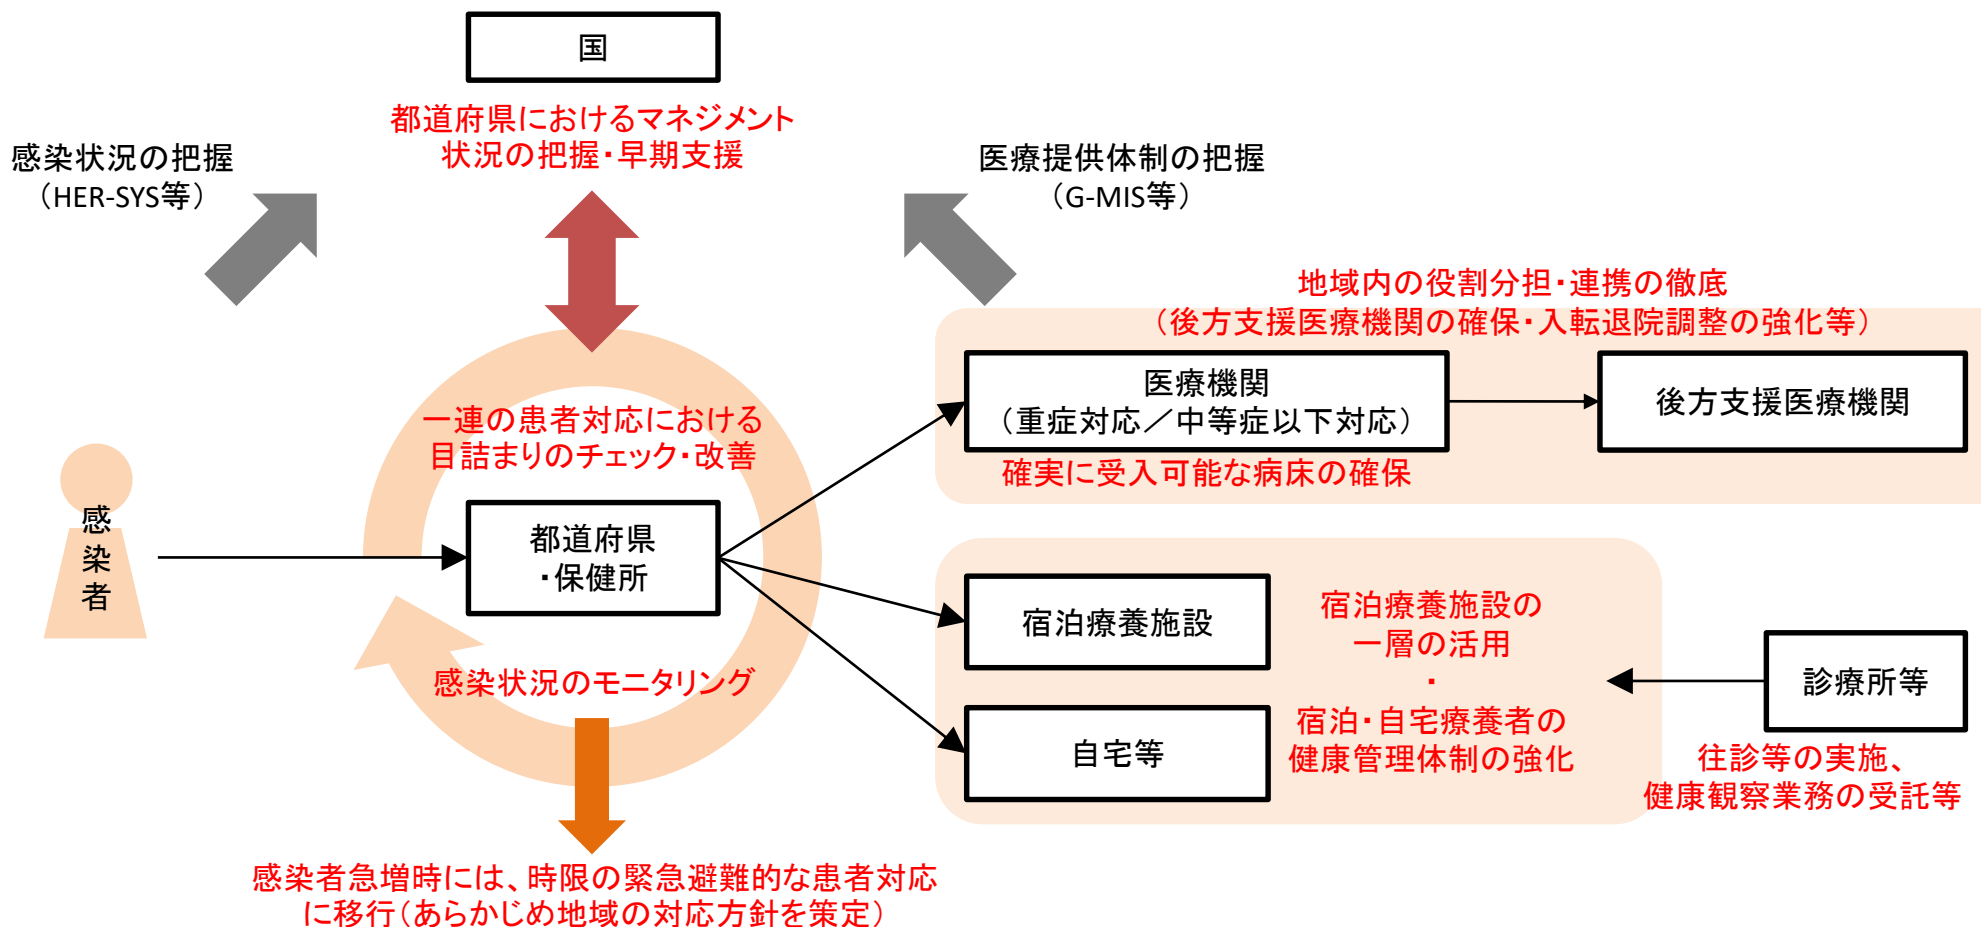 国
都道府県におけるマネジメント
状況の把握・早期支援
感染状況の把握
（HER-SYS等）
医療提供体制の把握
（G-MIS等）
地域内の役割分担・連携の徹底
（後方支援医療機関の確保・入転退院調整の強化等）
医療機関
（重症対応／中等症以下対応）
後方支援医療機関
確実に受入可能な病床の確保
一連の患者対応における
目詰まりのチェック・改善
感
染
者
都道府県
・保健所
感染状況のモニタリング
宿泊療養施設
自宅等
宿泊療養施設の
一層の活用
・
宿泊・自宅療養者の
健康管理体制の強化
診療所等
往診等の実施、
健康観察業務の受託等
感染者急増時には、時限の緊急避難的な患者対応
に移行（あらかじめ地域の対応方針を策定）